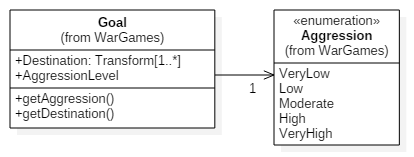 Goal
(from WarGames)
+Destination: Transform[1..*]
+AggressionLevel
+getAggression()
+getDestination()
1
«enumeration»
Aggression
(from WarGames)
VeryLow
Low
Moderate
High
VeryHigh